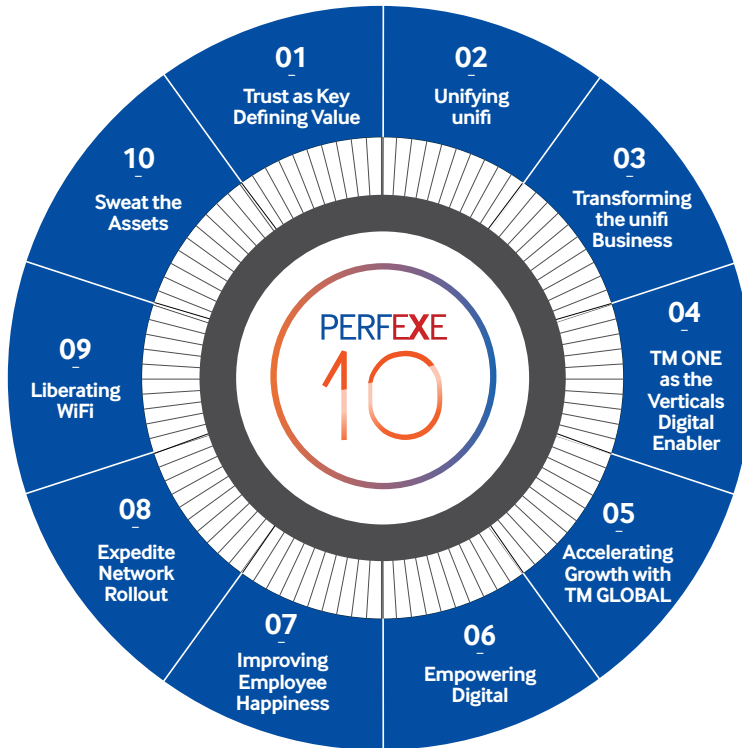 01
Trust as Key
Defining Value
02
Unifying
unifi
03
Transforming
the unifi
Business
04
TM ONE
as the
Verticals
Digital
Enabler
05
Accelerating
Growth with
TM GLOBAL
06
Empowering
Digital
07
Improving
Employee
Happiness
08
Expedite
Network
Rollout
09
Liberating
WiFi
10
Sweat the
Assets
PERFEXE
10